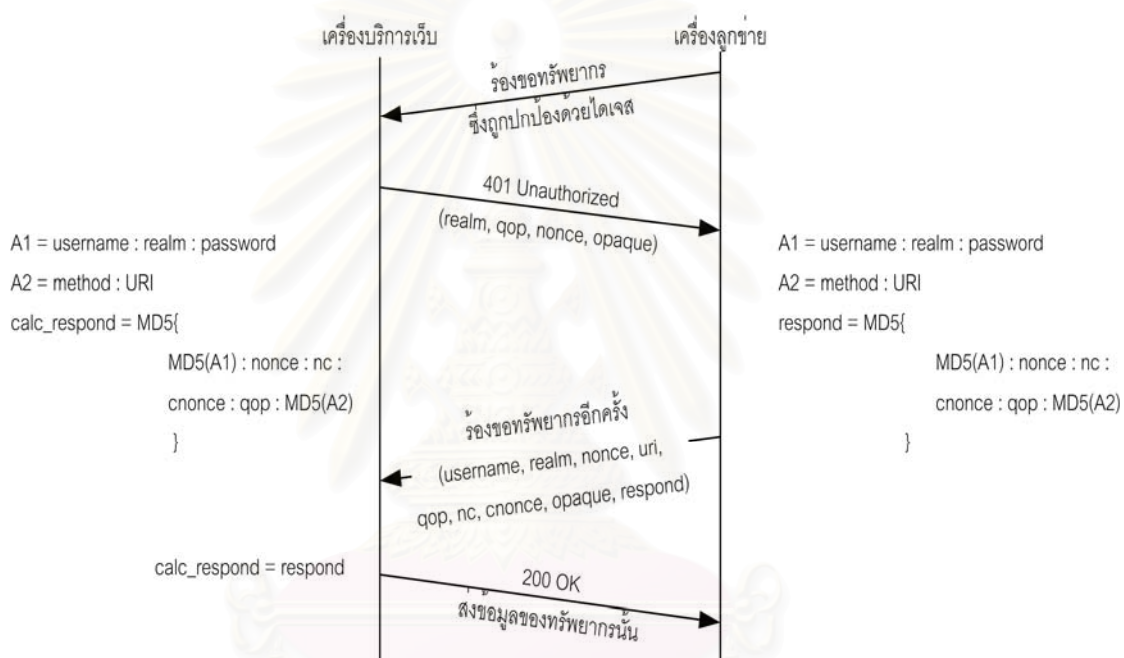 เครื่องบริการเว็บ
เครื่องลูกข่าย
ร้องขอทรัพยากร
ซึ่งถูกปกป้องด้วยไดเจส
401 Unauthorized
(realm, qop, nonce, opaque)
A1 = username : realm : password
A2 = method : URI
calc_respond = MD5{
MD5(A1) : nonce : nc :
cnonce : qop : MD5(A2)
}
A1 = username : realm : password
A2 = method : URI
respond = MD5{
MD5(A1) : nonce : nc :
cnonce : qop : MD5(A2)
}
ร้องขอทรัพยากรอีกครั้ง
(username, realm, nonce, uri,
qop, nc, cnonce, opaque, respond)
calc_respond = respond
200 OK
ส่งข้อมูลของทรัพยากรนั้น